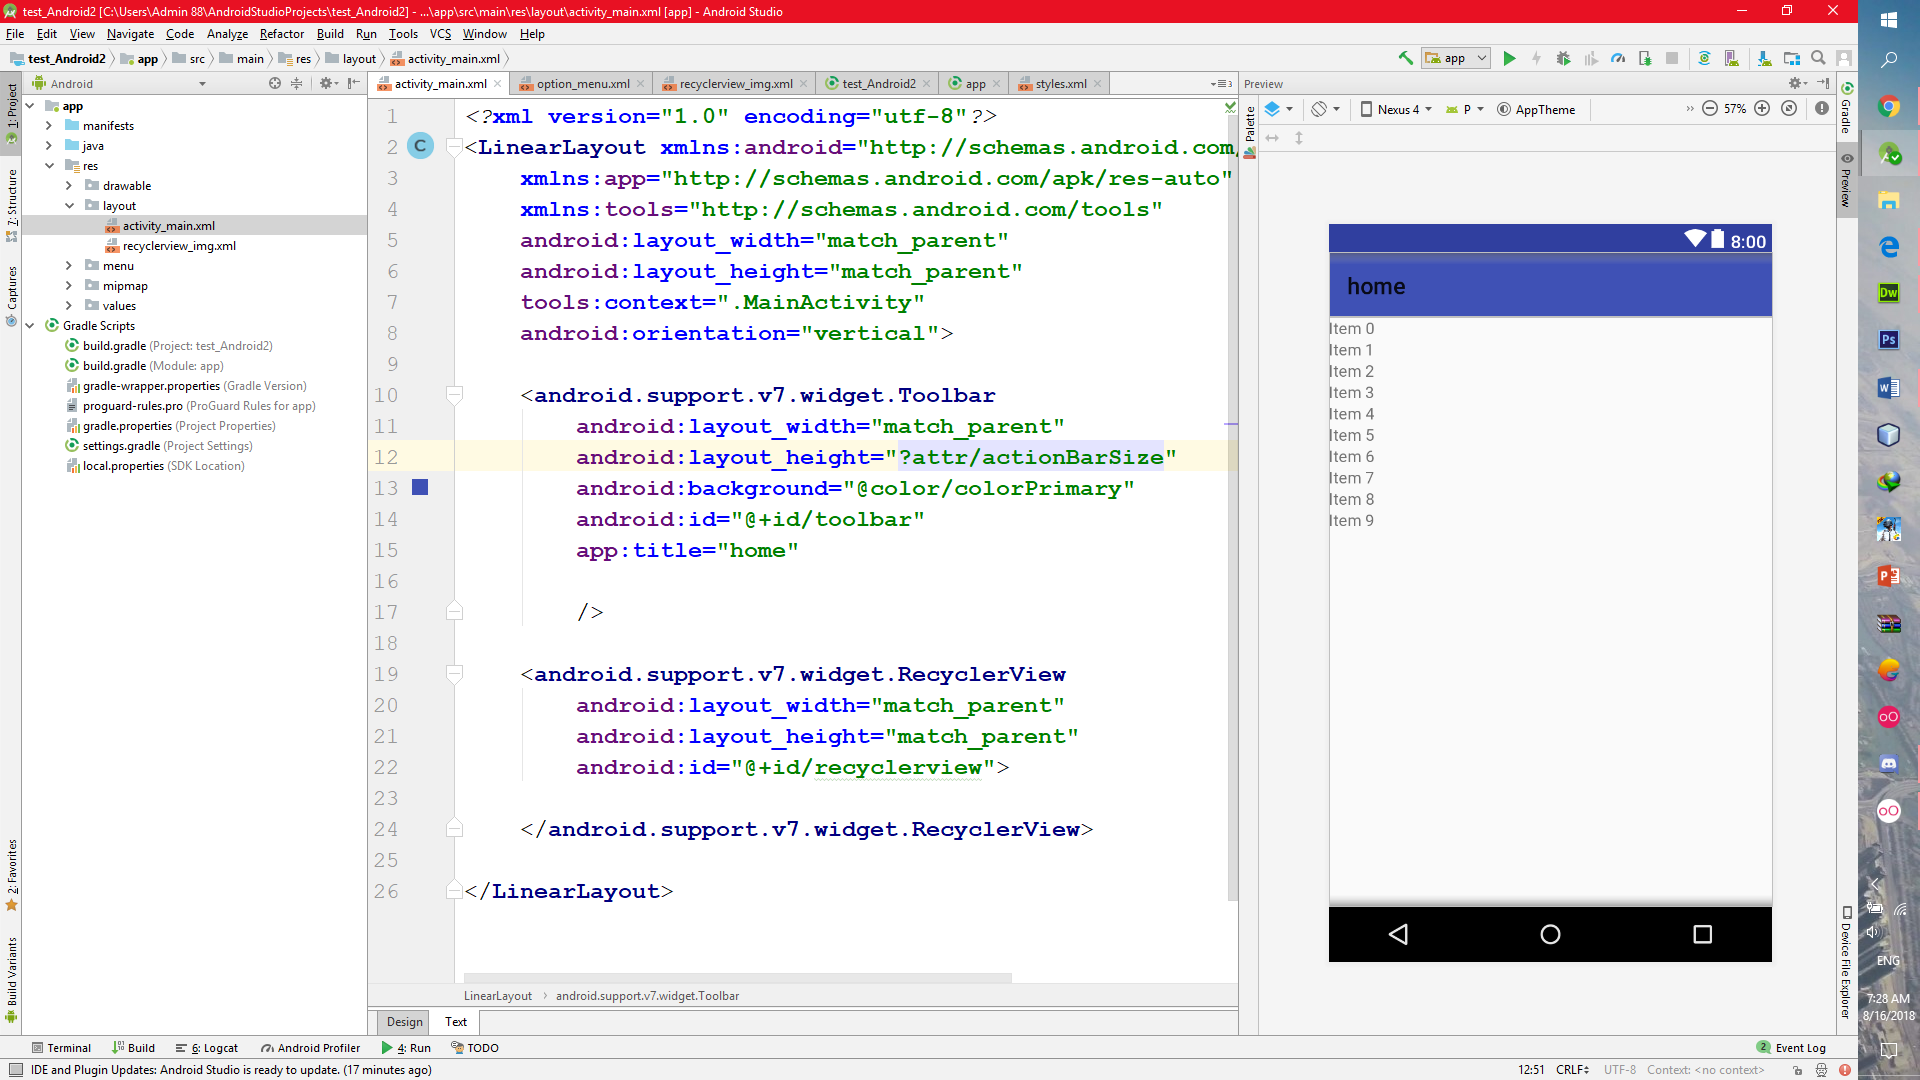 test_Android2 [C:\Users\Admin 88\AndroidStudioProjects\test_Android2] - ...\app\src\main\res\layout\activity_main.xml [app] - Android Studio
File Edit View Navigate Code Analyze Refactor Build Run Tools VCS Window Help
test_Android2 app src main res layout activity_main.xml
app
Android
activity_main.xml option_menu.xml recyclerview_img.xml test_Android2 app styles.xml
Preview
1: Project
7: Structure
Captures
2: Favorites
Build Variants
app
manifests
java
res
drawable
layout
activity_main.xml
recyclerview_img.xml
menu
mipmap
values
Gradle Scripts
build.gradle (Project: test_Android2)
build.gradle (Module: app)
gradle-wrapper.properties (Gradle Version)
proguard-rules.pro (ProGuard Rules for app)
gradle.properties (Project Properties)
settings.gradle (Project Settings)
local.properties (SDK Location)
1 <?xml version="1.0" encoding="utf-8"?>
2 C <LinearLayout xmlns:android="http://schemas.android.com/
3 xmlns:app="http://schemas.android.com/apk/res-auto"
4 xmlns:tools="http://schemas.android.com/tools"
5 android:layout_width="match_parent"
6 android:layout_height="match_parent"
7 tools:context=".MainActivity"
8 android:orientation="vertical">
9
10 <android.support.v7.widget.Toolbar
11 android:layout_width="match_parent"
12 android:layout_height="?attr/actionBarSize"
13 android:background="@color/colorPrimary"
14 android:id="@+id/toolbar"
15 app:title="home"
16
17 />
18
19 <android.support.v7.widget.RecyclerView
20 android:layout_width="match_parent"
21 android:layout_height="match_parent"
22 android:id="@+id/recyclerview">
23
24 </android.support.v7.widget.RecyclerView>
25
26 </LinearLayout>
LinearLayout android.support.v7.widget.Toolbar
Design Text
Palette
Nexus 4 P AppTheme 57%
8:00
home
Item 0
Item 1
Item 2
Item 3
Item 4
Item 5
Item 6
Item 7
Item 8
Item 9
Gradle
Preview
Device File Explorer
Dw
Ps
ENG
7:28 AM
8/16/2018
Terminal Build 6: Logcat Android Profiler 4: Run TODO
2 Event Log
IDE and Plugin Updates: Android Studio is ready to update. (17 minutes ago)
12:51 CRLF UTF-8 Context: <no context>